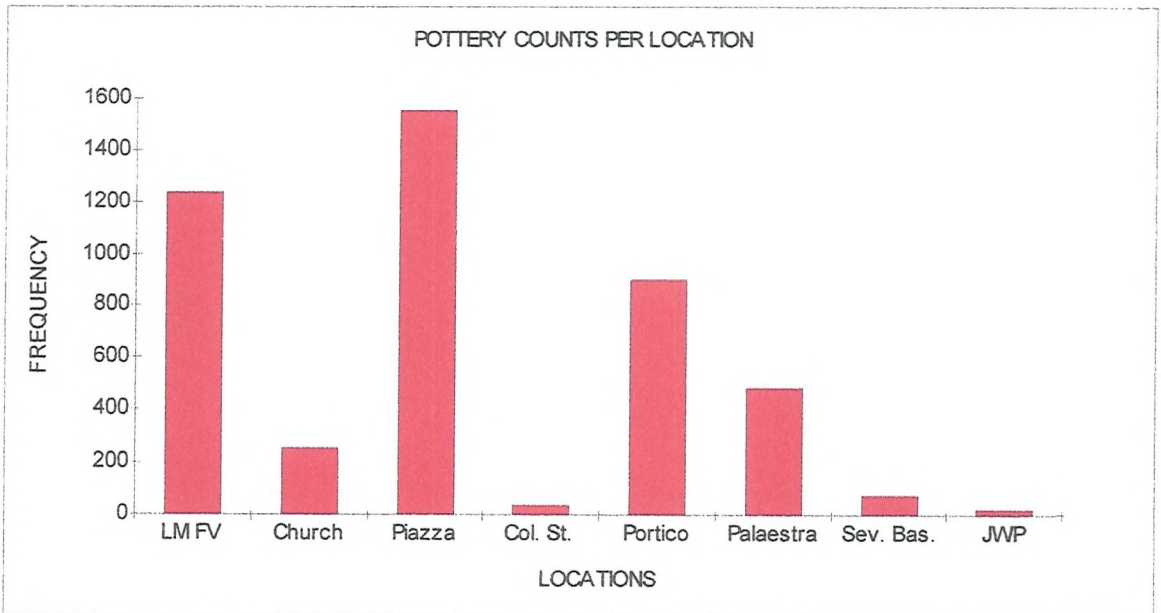 POTTERY COUNTS PER LOCATION
1600
1400
1200
1000
800
600
400
200
0
FREQUENCY
LM FV Church Piazza Col. St. Portico Palaestra Sev. Bas. JWP
LOCATIONS